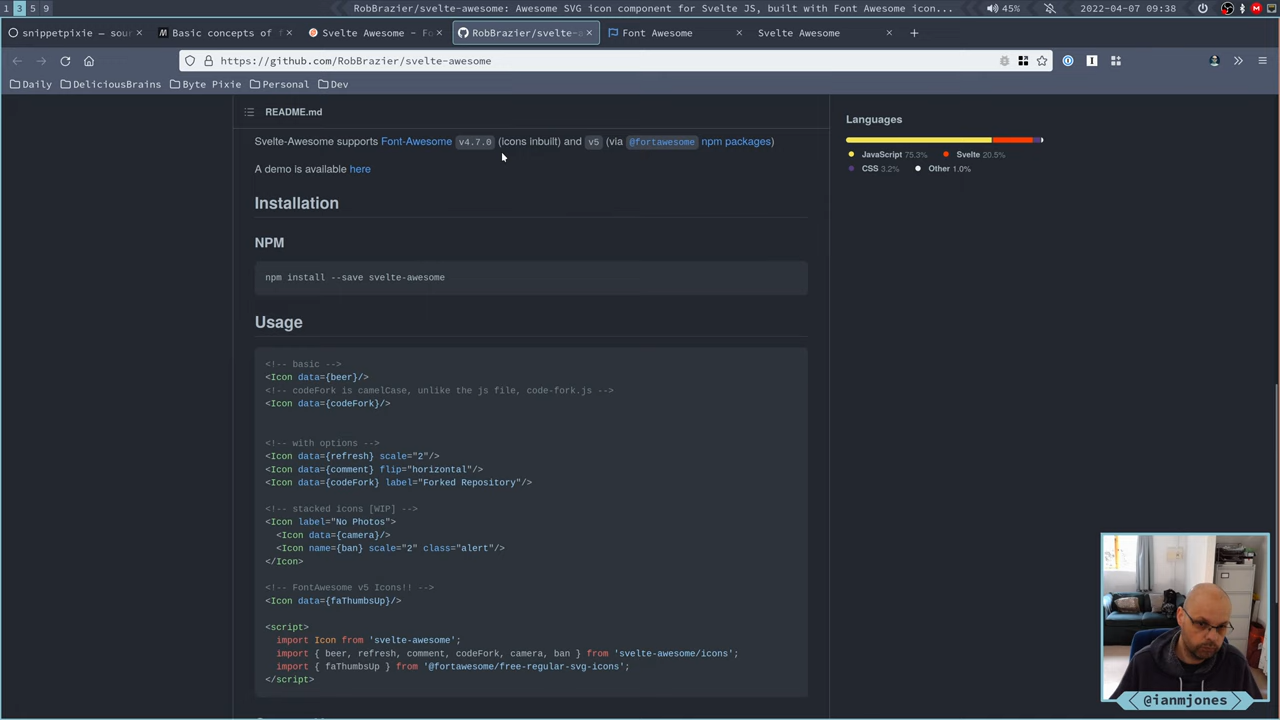 1 3 5 9
RobBrazier/svelte-awesome: Awesome SVG icon component for Svelte JS, built with Font Awesome icon...
45%
2022-04-07 09:38
snippetpixie — sour
Basic concepts of f
Svelte Awesome - Fo
RobBrazier/svelte-a
Font Awesome
Svelte Awesome
https://github.com/RobBrazier/svelte-awesome
Daily
DeliciousBrains
Byte Pixie
Personal
Dev
README.md
Svelte-Awesome supports Font-Awesome v4.7.0 (icons inbuilt) and v5 (via @fortawesome npm packages)
A demo is available here
Installation
NPM
npm install --save svelte-awesome
Usage
<!-- basic -->
<Icon data={beer}/>
<!-- codeFork is camelCase, unlike the js file, code-fork.js -->
<Icon data={codeFork}/>
<!-- with options -->
<Icon data={refresh} scale="2"/>
<Icon data={comment} flip="horizontal"/>
<Icon data={codeFork} label="Forked Repository"/>
<!-- stacked icons [WIP] -->
<Icon label="No Photos">
<Icon data={camera}/>
<Icon name={ban} scale="2" class="alert"/>
</Icon>
<!-- FontAwesome v5 Icons!! -->
<Icon data={faThumbsUp}/>
<script>
import Icon from 'svelte-awesome';
import { beer, refresh, comment, codeFork, camera, ban } from 'svelte-awesome/icons';
import { faThumbsUp } from '@fortawesome/free-regular-svg-icons';
</script>
Languages
JavaScript 75.3%
Svelte 20.5%
CSS 3.2%
Other 1.0%
@ianmjones